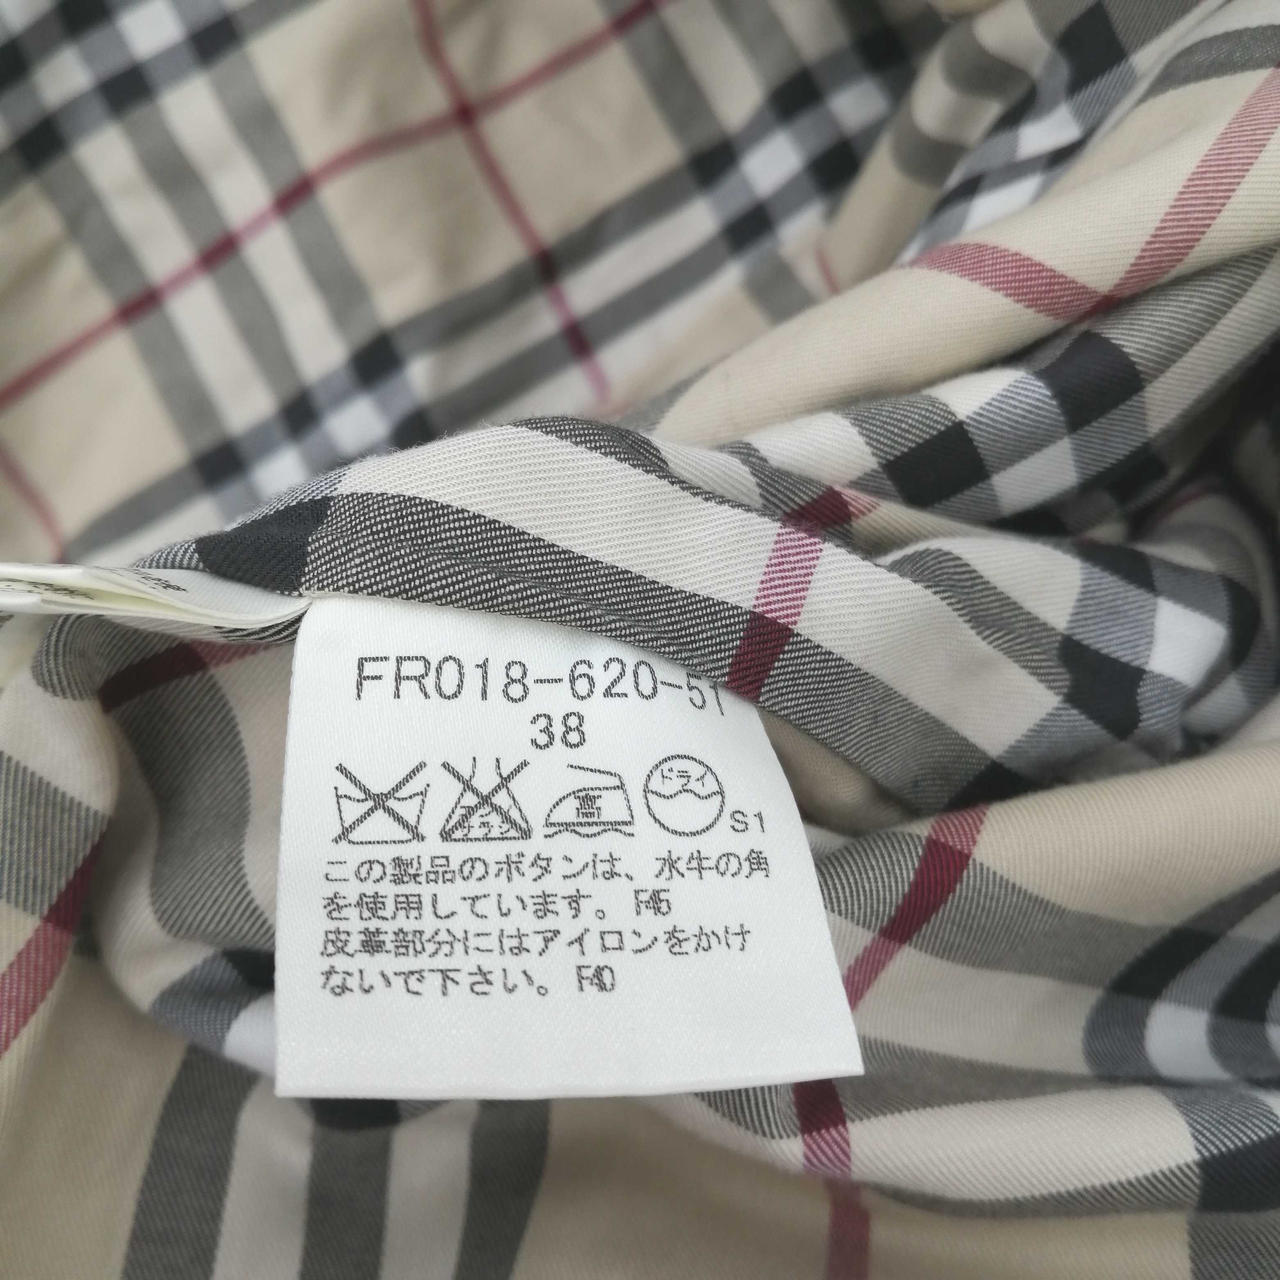 FR018-620-51
38
高
ドライ
S1
この製品のボタンは、水牛の角
を使用しています。 F45
皮革部分にはアイロンをかけ
ないで下さい。 F40